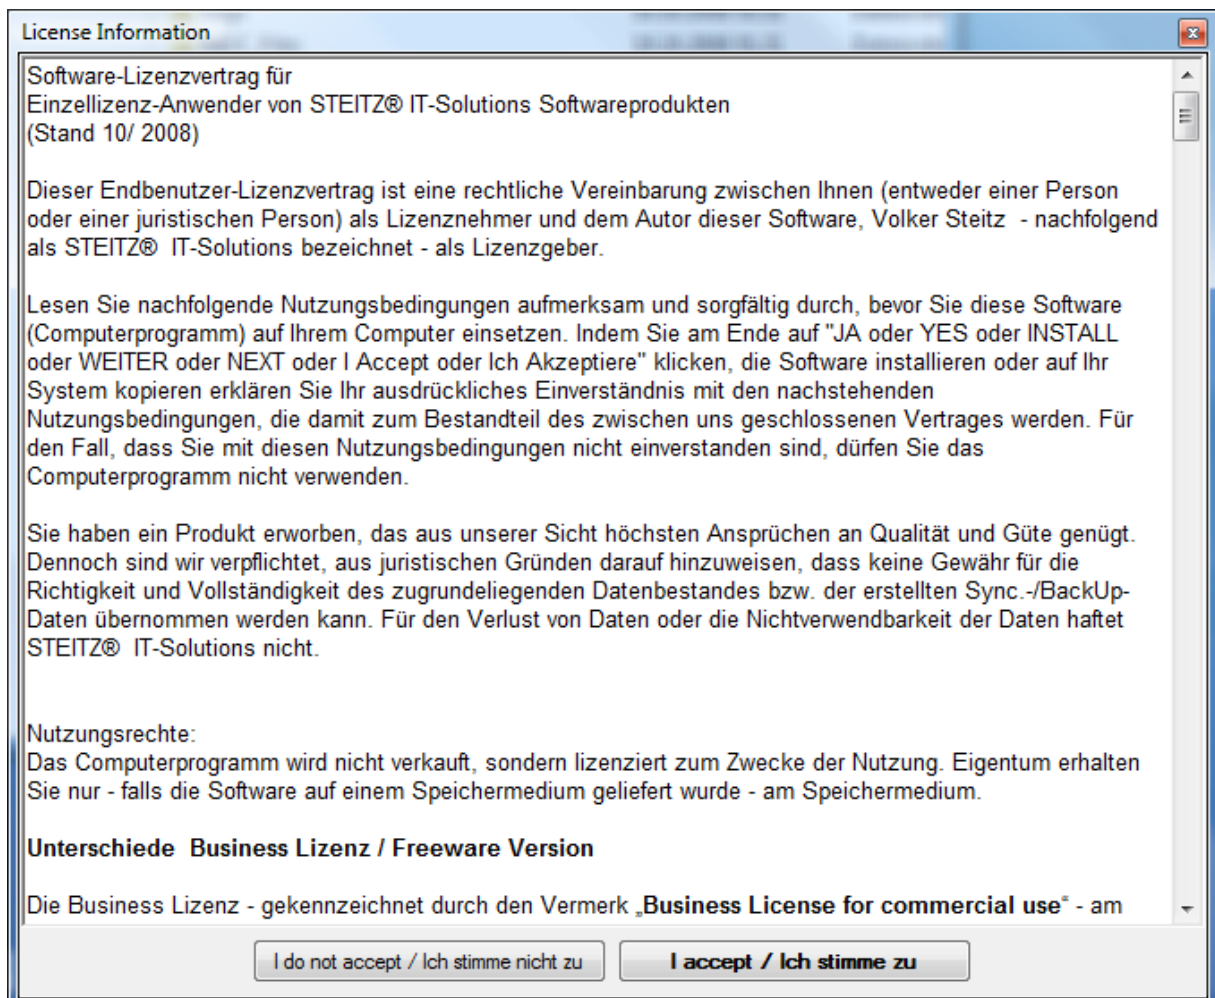 License Information
Software-Lizenzvertrag für
Einzellizenz-Anwender von STEITZ® IT-Solutions Softwareprodukten
(Stand 10/ 2008)
Dieser Endbenutzer-Lizenzvertrag ist eine rechtliche Vereinbarung zwischen Ihnen (entweder einer Person
oder einer juristischen Person) als Lizenznehmer und dem Autor dieser Software, Volker Steitz  - nachfolgend
als STEITZ®  IT-Solutions bezeichnet - als Lizenzgeber.
Lesen Sie nachfolgende Nutzungsbedingungen aufmerksam und sorgfältig durch, bevor Sie diese Software
(Computerprogramm) auf Ihrem Computer einsetzen. Indem Sie am Ende auf "JA oder YES oder INSTALL
oder WEITER oder NEXT oder I Accept oder Ich Akzeptiere" klicken, die Software installieren oder auf Ihr
System kopieren erklären Sie Ihr ausdrückliches Einverständnis mit den nachstehenden
Nutzungsbedingungen, die damit zum Bestandteil des zwischen uns geschlossenen Vertrages werden. Für
den Fall, dass Sie mit diesen Nutzungsbedingungen nicht einverstanden sind, dürfen Sie das
Computerprogramm nicht verwenden.
Sie haben ein Produkt erworben, das aus unserer Sicht höchsten Ansprüchen an Qualität und Güte genügt.
Dennoch sind wir verpflichtet, aus juristischen Gründen darauf hinzuweisen, dass keine Gewähr für die
Richtigkeit und Vollständigkeit des zugrundeliegenden Datenbestandes bzw. der erstellten Sync.-/BackUp-
Daten übernommen werden kann. Für den Verlust von Daten oder die Nichtverwendbarkeit der Daten haftet
STEITZ®  IT-Solutions nicht.
Nutzungsrechte:
Das Computerprogramm wird nicht verkauft, sondern lizenziert zum Zwecke der Nutzung. Eigentum erhalten
Sie nur - falls die Software auf einem Speichermedium geliefert wurde - am Speichermedium.
Unterschiede  Business Lizenz / Freeware Version
Die Business Lizenz - gekennzeichnet durch den Vermerk „Business License for commercial use“ - am
I do not accept / Ich stimme nicht zu
I accept / Ich stimme zu